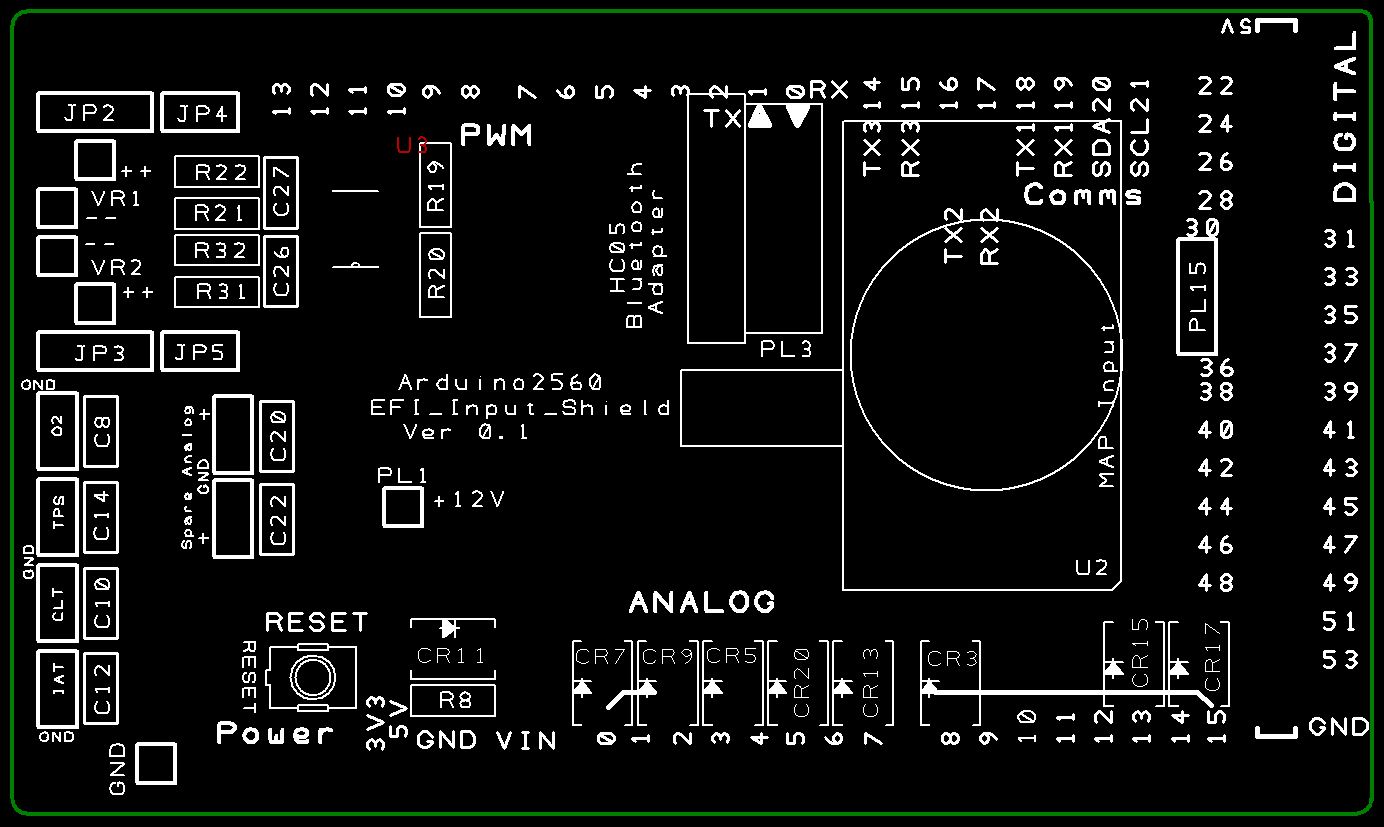 5V
DIGITAL
13 12 11 10 9 8 7 6 5 4 3 2 1 0 RX
TX
PWM
TX3 14
RX3 15
16
17
TX1 18
RX1 19
SDA 20
SCL 21
Comms
TX2
RX2
22
24
26
28
30
36
38
40
42
44
46
48
31
33
35
37
39
41
43
45
47
49
51
53
PL15
JP2
JP4
++
VR1
--
--
VR2
++
R22
R21
R32
R31
C27
C26
U3
R19
R20
JP3
JP5
HC05
Bluetooth
Adapter
PL3
MAP Input
U2
Arduino2560
EFI_Input_Shield
Ver 0.1
PL1
+12V
GND
O2
C8
TPS
C14
GND
CLT
C10
IAT
C12
GND
+
Spare Analog
GND
+
C20
C22
RESET
RESET
Power
GND
3V3
5V
GND VIN
CR11
R8
ANALOG
CR7
CR9
CR5
CR20
CR13
CR3
CR15
CR17
0 1 2 3 4 5 6 7 8 9 10 11 12 13 14 15
GND